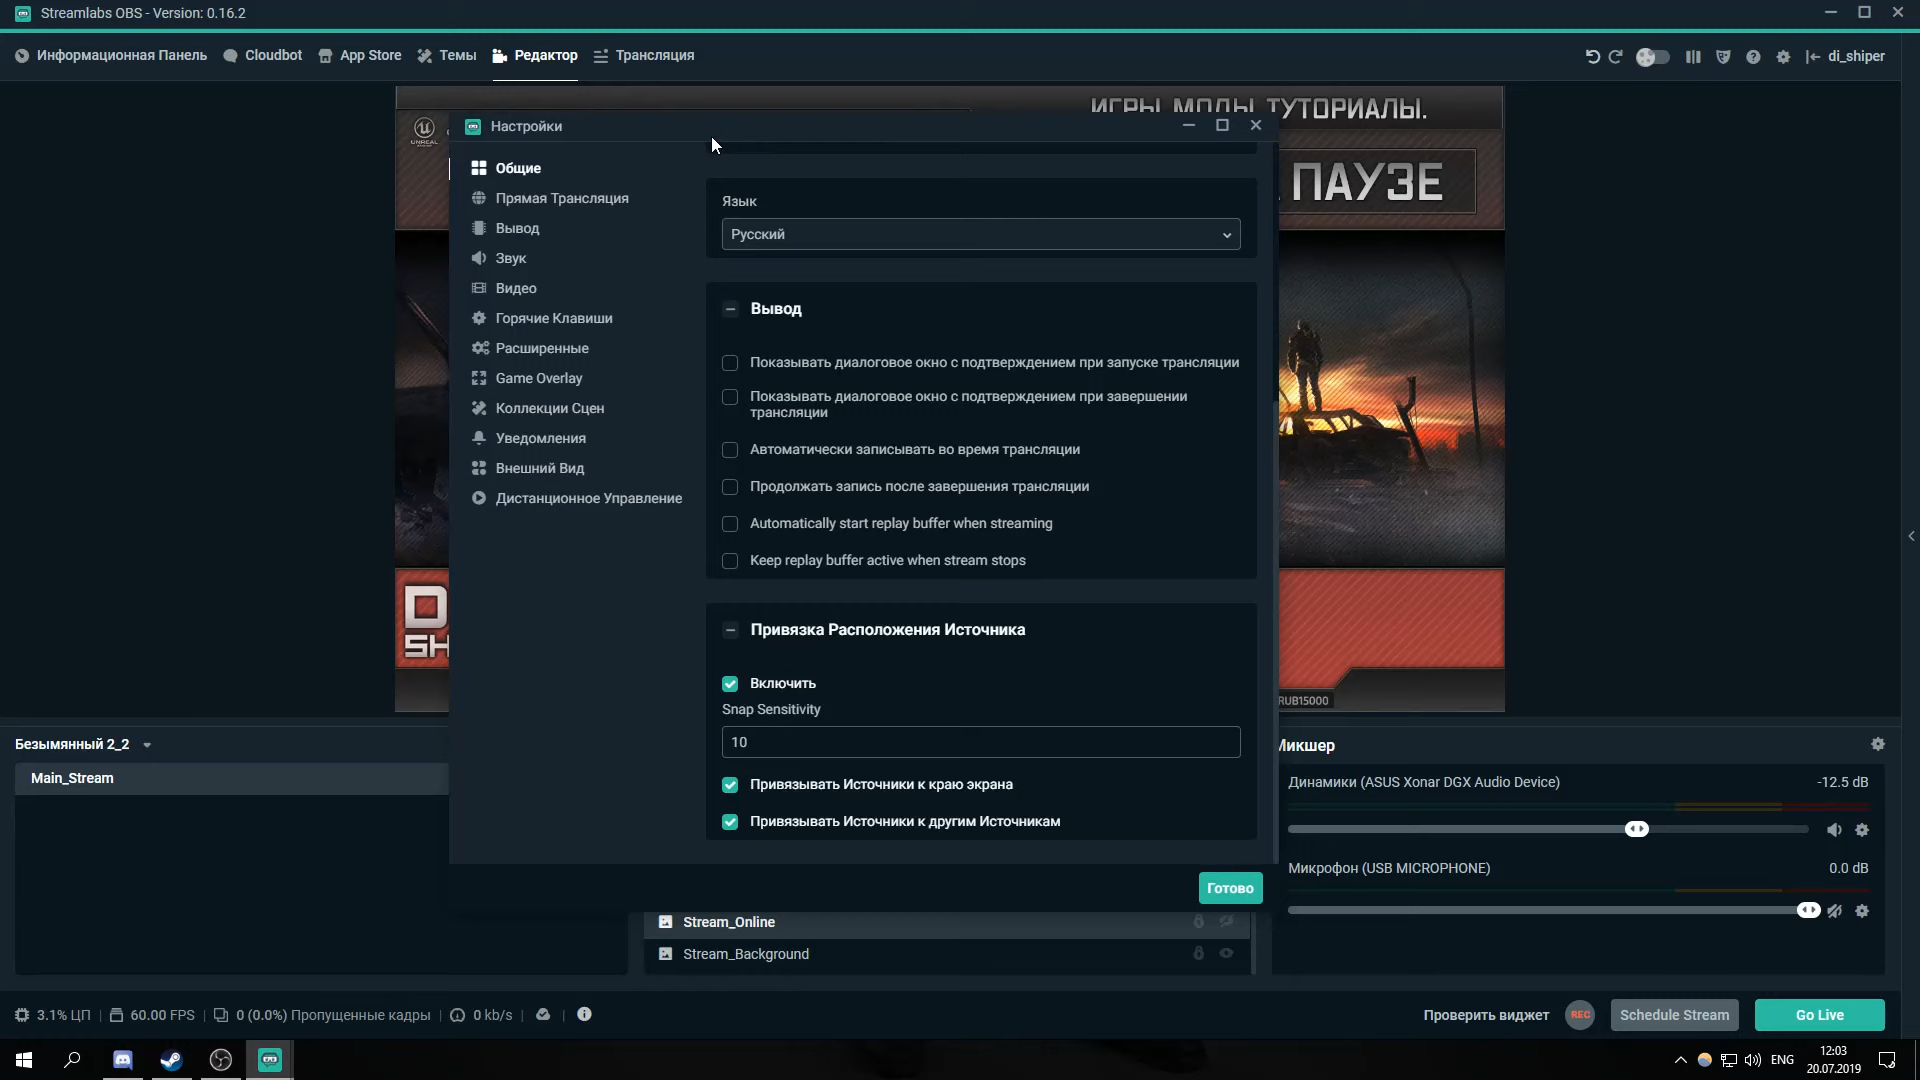 Streamlabs OBS - Version: 0.16.2
Информационная Панель
Cloudbot
App Store
Темы
Редактор
Трансляция
di_shiper
ИГРЫ, МОДЫ, ТУТОРИАЛЫ.
UNREAL
ПАУЗЕ
Настройки
Общие
Прямая Трансляция
Вывод
Звук
Видео
Горячие Клавиши
Расширенные
Game Overlay
Коллекции Сцен
Уведомления
Внешний Вид
Дистанционное Управление
Язык
Русский
Вывод
Показывать диалоговое окно с подтверждением при запуске трансляции
Показывать диалоговое окно с подтверждением при завершении
трансляции
Автоматически записывать во время трансляции
Продолжать запись после завершения трансляции
Automatically start replay buffer when streaming
Keep replay buffer active when stream stops
Привязка Расположения Источника
Включить
Snap Sensitivity
10
Привязывать Источники к краю экрана
Привязывать Источники к другим Источникам
Готово
D
SH
RUB15000
Безымянный 2_2
Main_Stream
Stream_Online
Stream_Background
Микшер
Динамики (ASUS Xonar DGX Audio Device)
-12.5 dB
Микрофон (USB MICROPHONE)
0.0 dB
3.1% ЦП
60.00 FPS
0 (0.0%) Пропущенные кадры
0 kb/s
Проверить виджет
REC
Schedule Stream
Go Live
ENG
12:03
20.07.2019